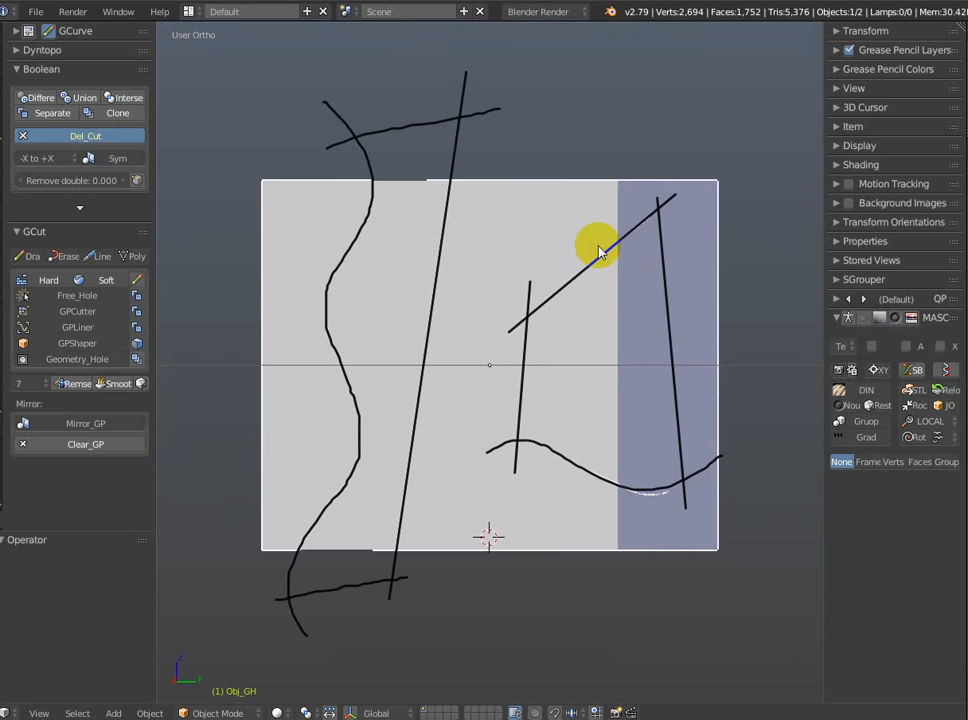 File Render Window Help Default Scene Blender Render v2.79 | Verts:2,694 | Faces:1,752 | Tris:5,376 | Objects:1/2 | Lamps:0/0 | Mem:30.42
GCurve
Dyntopo
Boolean
Differe Union Interse
Separate Clone
Del_Cut
-X to +X Sym
Remove double: 0.000
GCut
Dra Erase Line Poly
Hard Soft
Free_Hole
GPCutter
GPLiner
GPShaper
Geometry_Hole
7 Remse Smoot
Mirror:
Mirror_GP
Clear_GP
Operator
User Ortho
z
y
(1) Obj_GH
View Select Add Object Object Mode Global
Transform
Grease Pencil Layers
Grease Pencil Colors
View
3D Cursor
Item
Display
Shading
Motion Tracking
Background Images
Transform Orientations
Properties
Stored Views
SGrouper
(Default) QP
MASC
Te A X
XY SB
DIN STL Relo
Nou Rest Roc JO
Gruop LOCAL
Grad Rot
None Frame Verts Faces Group